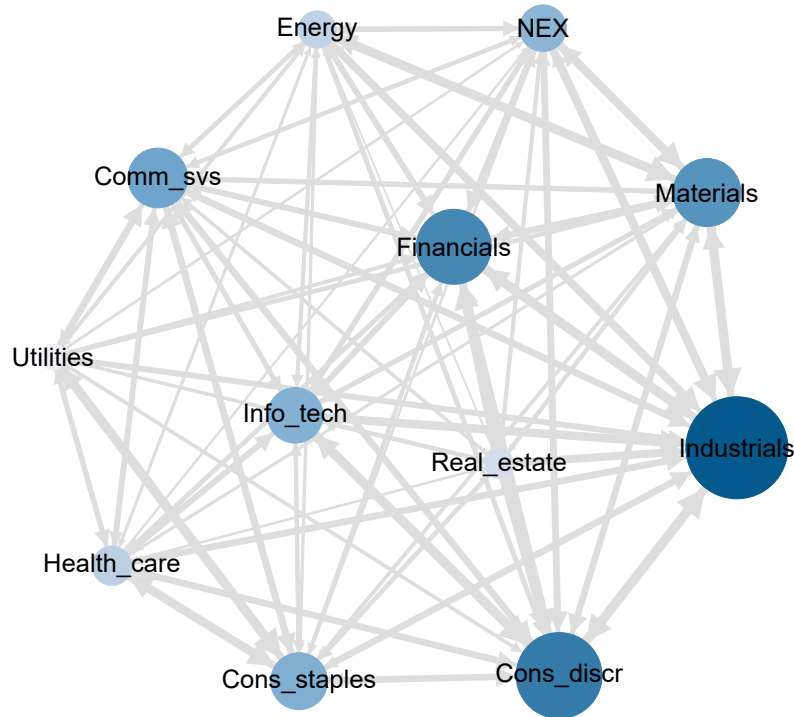 Energy
NEX
Comm_svs
Materials
Financials
Utilities
Info_tech
Industrials
Real_estate
Health_care
Cons_staples
Cons_discr